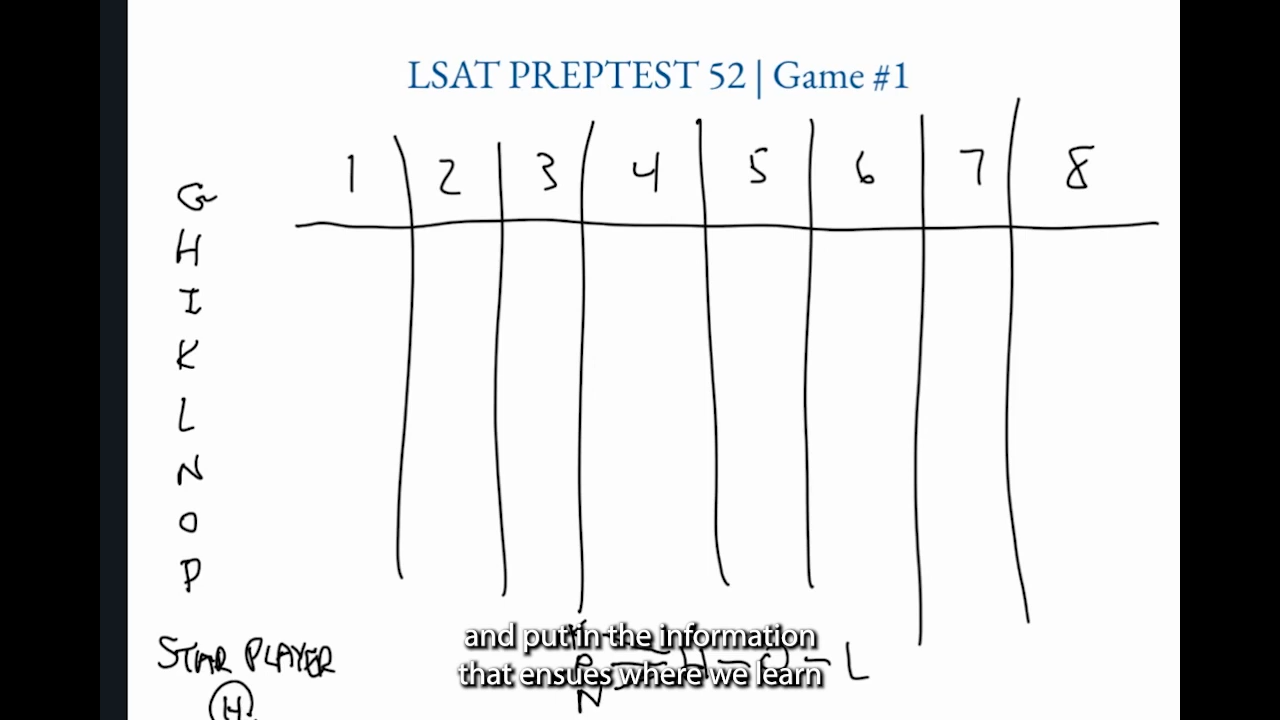 LSAT PREPTEST 52 | Game #1
1 2 3 4 5 6 7 8
G
H
I
K
L
N
O
P
and put in the information
that ensues where we learn
STAR PLAYER
H
L
N